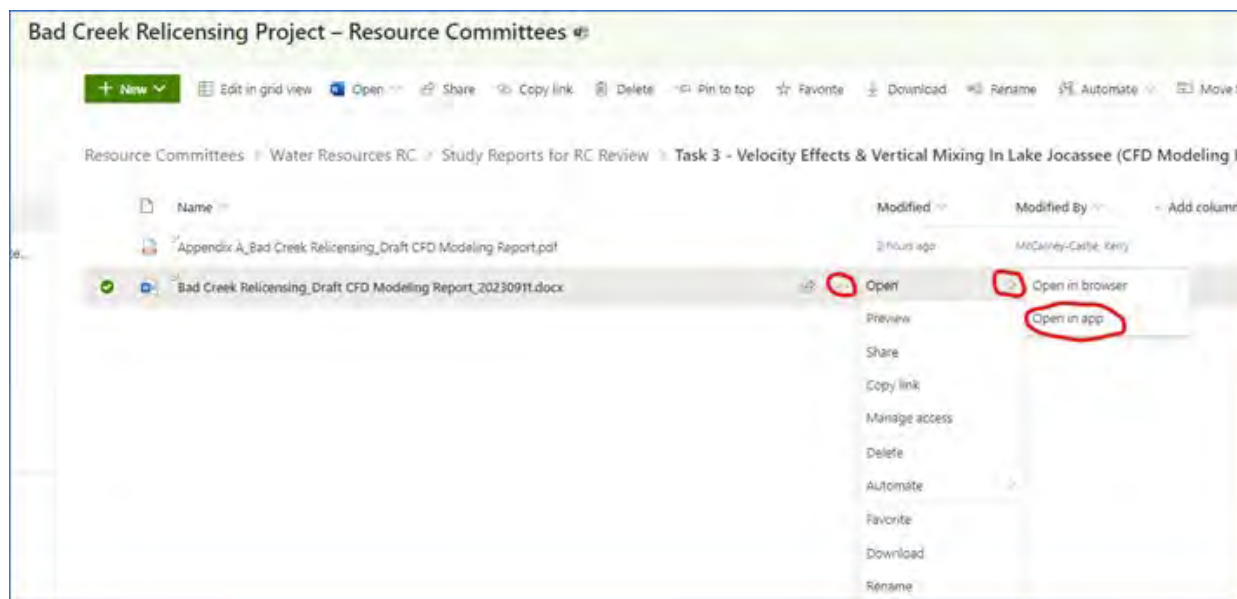 Bad Creek Relicensing Project – Resource Committees
+ New Edit in grid view Open Share Copy link Delete Pin to top Favorite Download Rename Automate Move
Resource Committees > Water Resources RC > Study Reports for RC Review > Task 3 - Velocity Effects & Vertical Mixing In Lake Jocassee (CFD Modeling
Name Modified Modified By Add column
Appendix A_Bad Creek Relicensing_Draft CFD Modeling Report.pdf 2 hours ago McCarney-Castle, Kerry
Bad Creek Relicensing_Draft CFD Modeling Report_20230911.docx Open Open in browser
Preview Open in app
Share
Copy link
Manage access
Delete
Automate
Favorite
Download
Rename